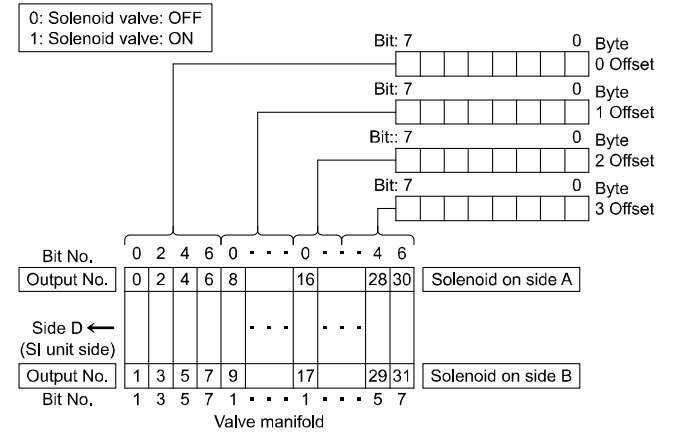 0: Solenoid valve: OFF
1: Solenoid valve: ON
Bit: 7 0 Byte
0 Offset
Bit: 7 0 Byte
1 Offset
Bit:: 7 0 Byte
2 Offset
Bit: 7 0 Byte
3 Offset
Bit No. 0 2 4 6 0 · · · 0 · · · 4 6
Output No. 0 2 4 6 8 16 28 30 Solenoid on side A
Side D ← · · · · · ·
(SI unit side)
Output No. 1 3 5 7 9 17 29 31 Solenoid on side B
Bit No. 1 3 5 7 1 · · · 1 · · · 5 7
Valve manifold